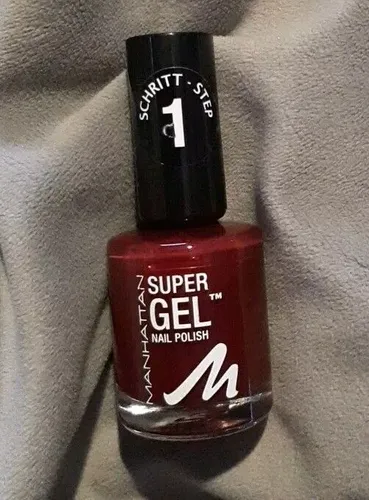 SCHRITT - STEP
1
MANHATTAN
SUPER
GEL™
NAIL POLISH
M